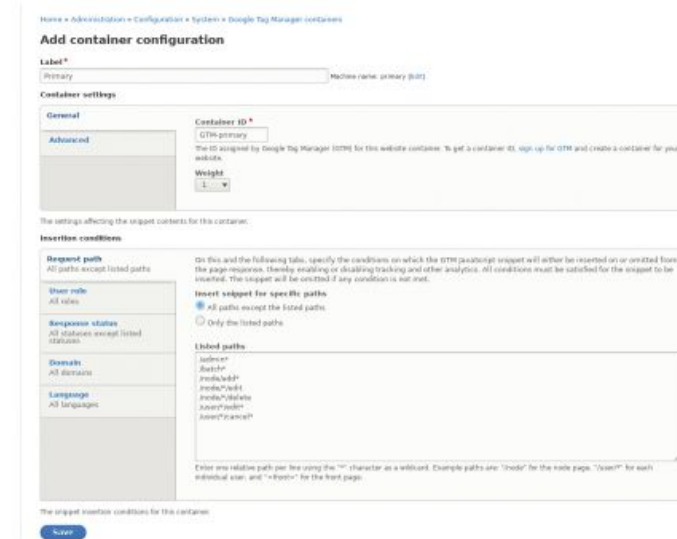 Home » Administration » Configuration » System » Google Tag Manager containers
Add container configuration
Label *
Primary
Machine name: primary [Edit]
Container settings
General
Advanced
Container ID *
GTM-primary
The ID assigned by Google Tag Manager (GTM) for this website container. To get a container ID, sign up for GTM and create a container for your
website.
Weight
1
The settings affecting the snippet contents for this container.
Insertion conditions
Request path
All paths except listed paths
User role
All roles
Response status
All statuses except listed
statuses
Domain
All domains
Language
All languages
On this and the following tabs, specify the conditions on which the GTM JavaScript snippet will either be inserted on or omitted from
the page response, thereby enabling or disabling tracking and other analytics. All conditions must be satisfied for the snippet to be
inserted. The snippet will be omitted if any condition is not met.
Insert snippet for specific paths
All paths except the listed paths
Only the listed paths
Listed paths
/admin*
/batch*
/node/add*
/node/*/edit
/node/*/delete
/user/*/edit*
/user/*/cancel*
Enter one relative path per line using the "*" character as a wildcard. Example paths are: "/node" for the node page, "/user/*" for each
individual user, and "<front>" for the front page.
The snippet insertion conditions for this container.
Save